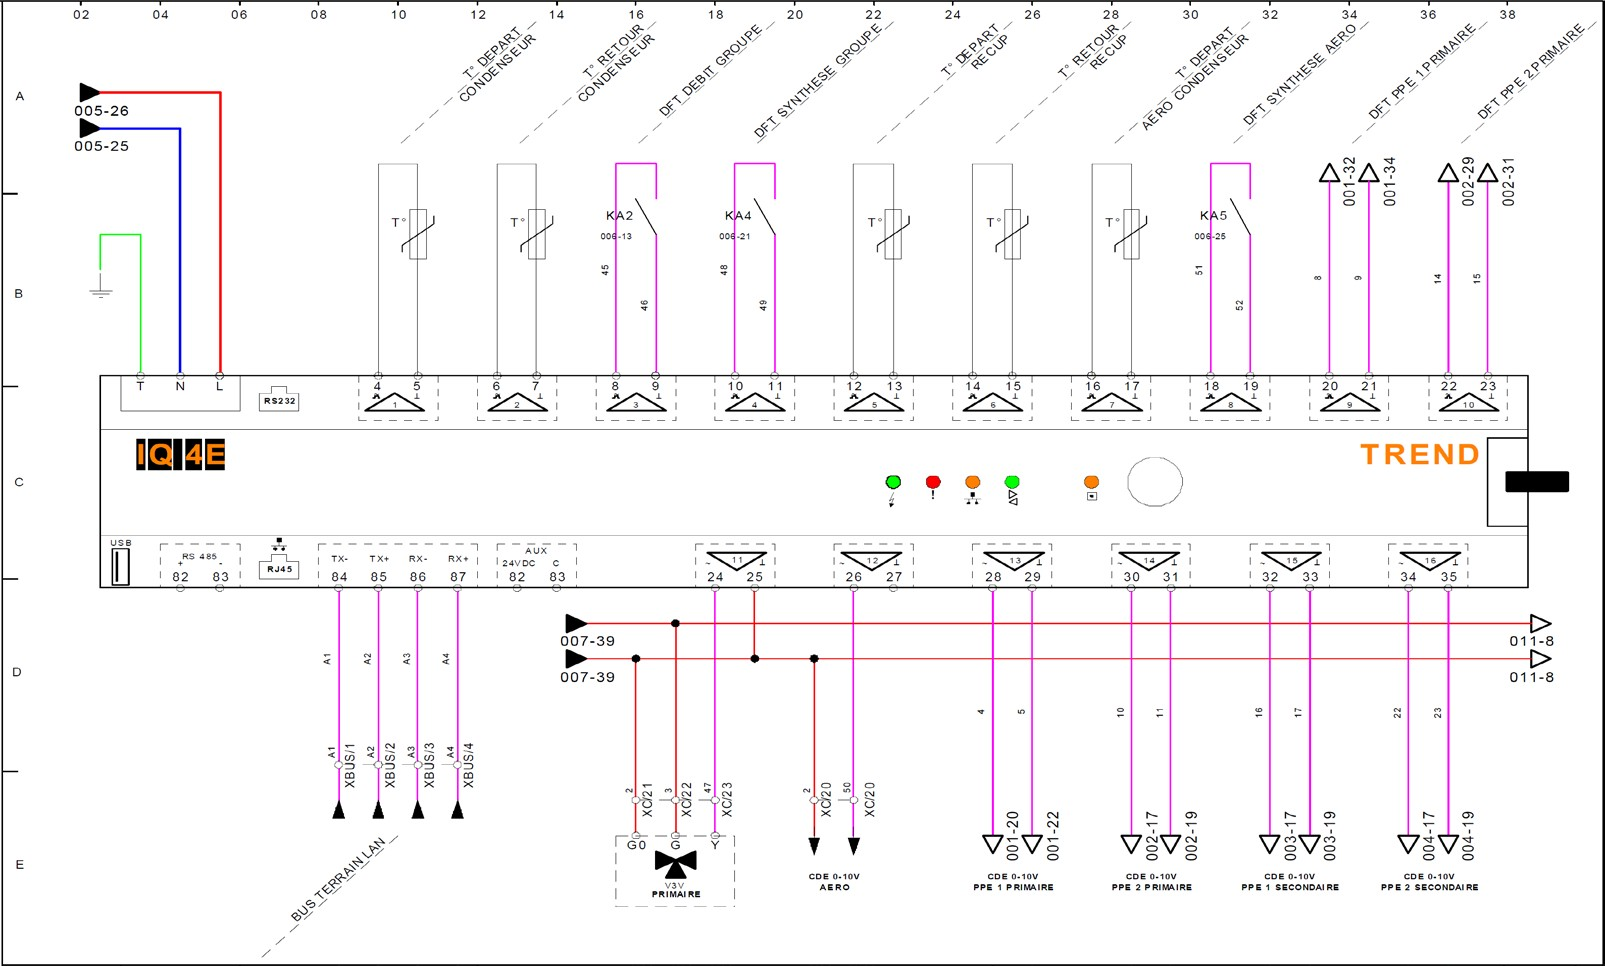 02 04 06 08 10 12 14 16 18 20 22 24 26 28 30 32 34 36 38
T° DEPART
CONDENSEUR
T° RETOUR
CONDENSEUR
DFT DEBIT GROUPE
DFT SYNTHESE GROUPE
T° DEPART
RECUP
T° RETOUR
RECUP
T° DEPART
AERO CONDENSEUR
DFT SYNTHESE AERO
DFT PPE 1PRIMAIRE
DFT PPE 2PRIMAIRE
A
005-26
005-25
001-32 001-34 002-29 002-31
T° T° KA2 KA4 T° T° T° KA5
006-13 006-21 006-25
B
45 46 48 49 51 52 8 9 14 15
T N L
RS232
4 5 6 7 8 9 10 11 12 13 14 15 16 17 18 19 20 21 22 23
1 2 3 4 5 6 7 8 9 10
IQ4E
TREND
C
!
USB
RS 485
+ -
82 83
RJ45
TX- TX+ RX- RX+
84 85 86 87
AUX
24VDC C
82 83
11 12 13 14 15 16
24 25 26 27 28 29 30 31 32 33 34 35
007-39
011-8
007-39
011-8
D
A1 A2 A3 A4
4 5 10 11 16 17 22 23
A1 A2 A3 A4
XBUS/1 XBUS/2 XBUS/3 XBUS/4
2 3 47 2 50
XC/21 XC/22 XC/23 XC/20 XC/20
E
G0 G Y
V3V
PRIMAIRE
001-20 001-22 002-17 002-19 003-17 003-19 004-17 004-19
CDE 0-10V
AERO
CDE 0-10V
PPE 1 PRIMAIRE
CDE 0-10V
PPE 2 PRIMAIRE
CDE 0-10V
PPE 1 SECONDAIRE
CDE 0-10V
PPE 2 SECONDAIRE
BUS TERRAIN LAN